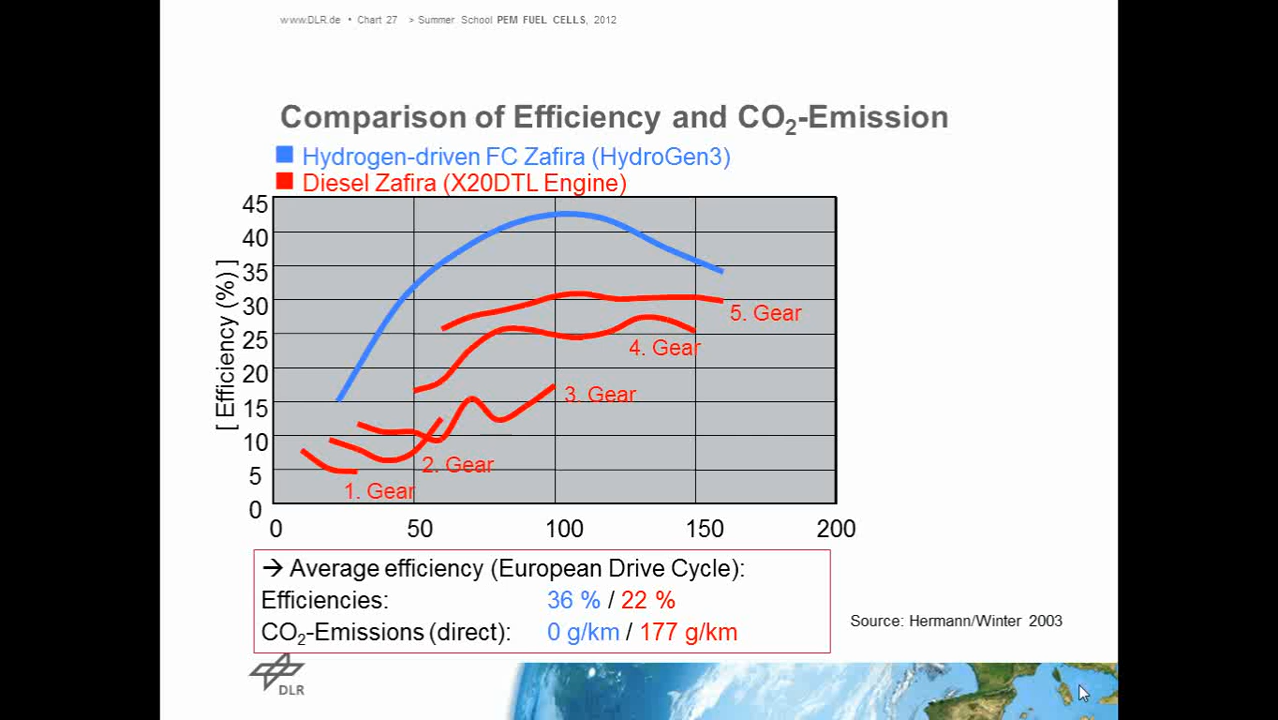 www.DLR.de • Chart 27 > Summer School PEM FUEL CELLS, 2012
Comparison of Efficiency and CO₂-Emission
Hydrogen-driven FC Zafira (HydroGen3)
Diesel Zafira (X20DTL Engine)
45
40
35
30
25
20
15
10
5
0
[ Efficiency (%) ]
5. Gear
4. Gear
3. Gear
2. Gear
1. Gear
0 50 100 150 200
→ Average efficiency (European Drive Cycle):
Efficiencies: 36 % / 22 %
CO₂-Emissions (direct): 0 g/km / 177 g/km
Source: Hermann/Winter 2003
DLR